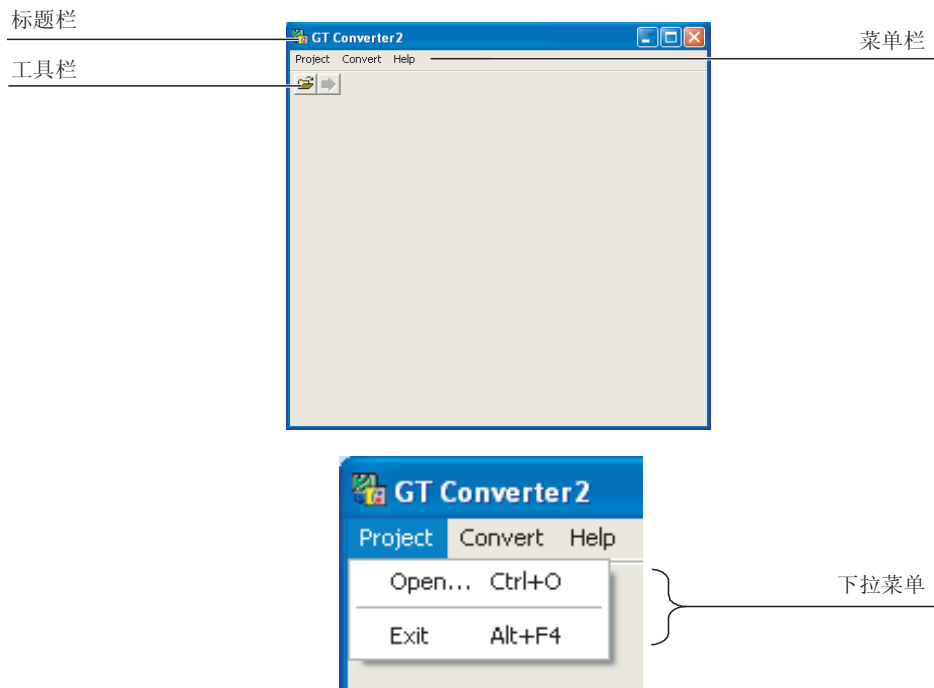 标题栏
GT Converter2
菜单栏
Project Convert Help
工具栏
GT Converter2
Project Convert Help
Open... Ctrl+O
下拉菜单
Exit Alt+F4